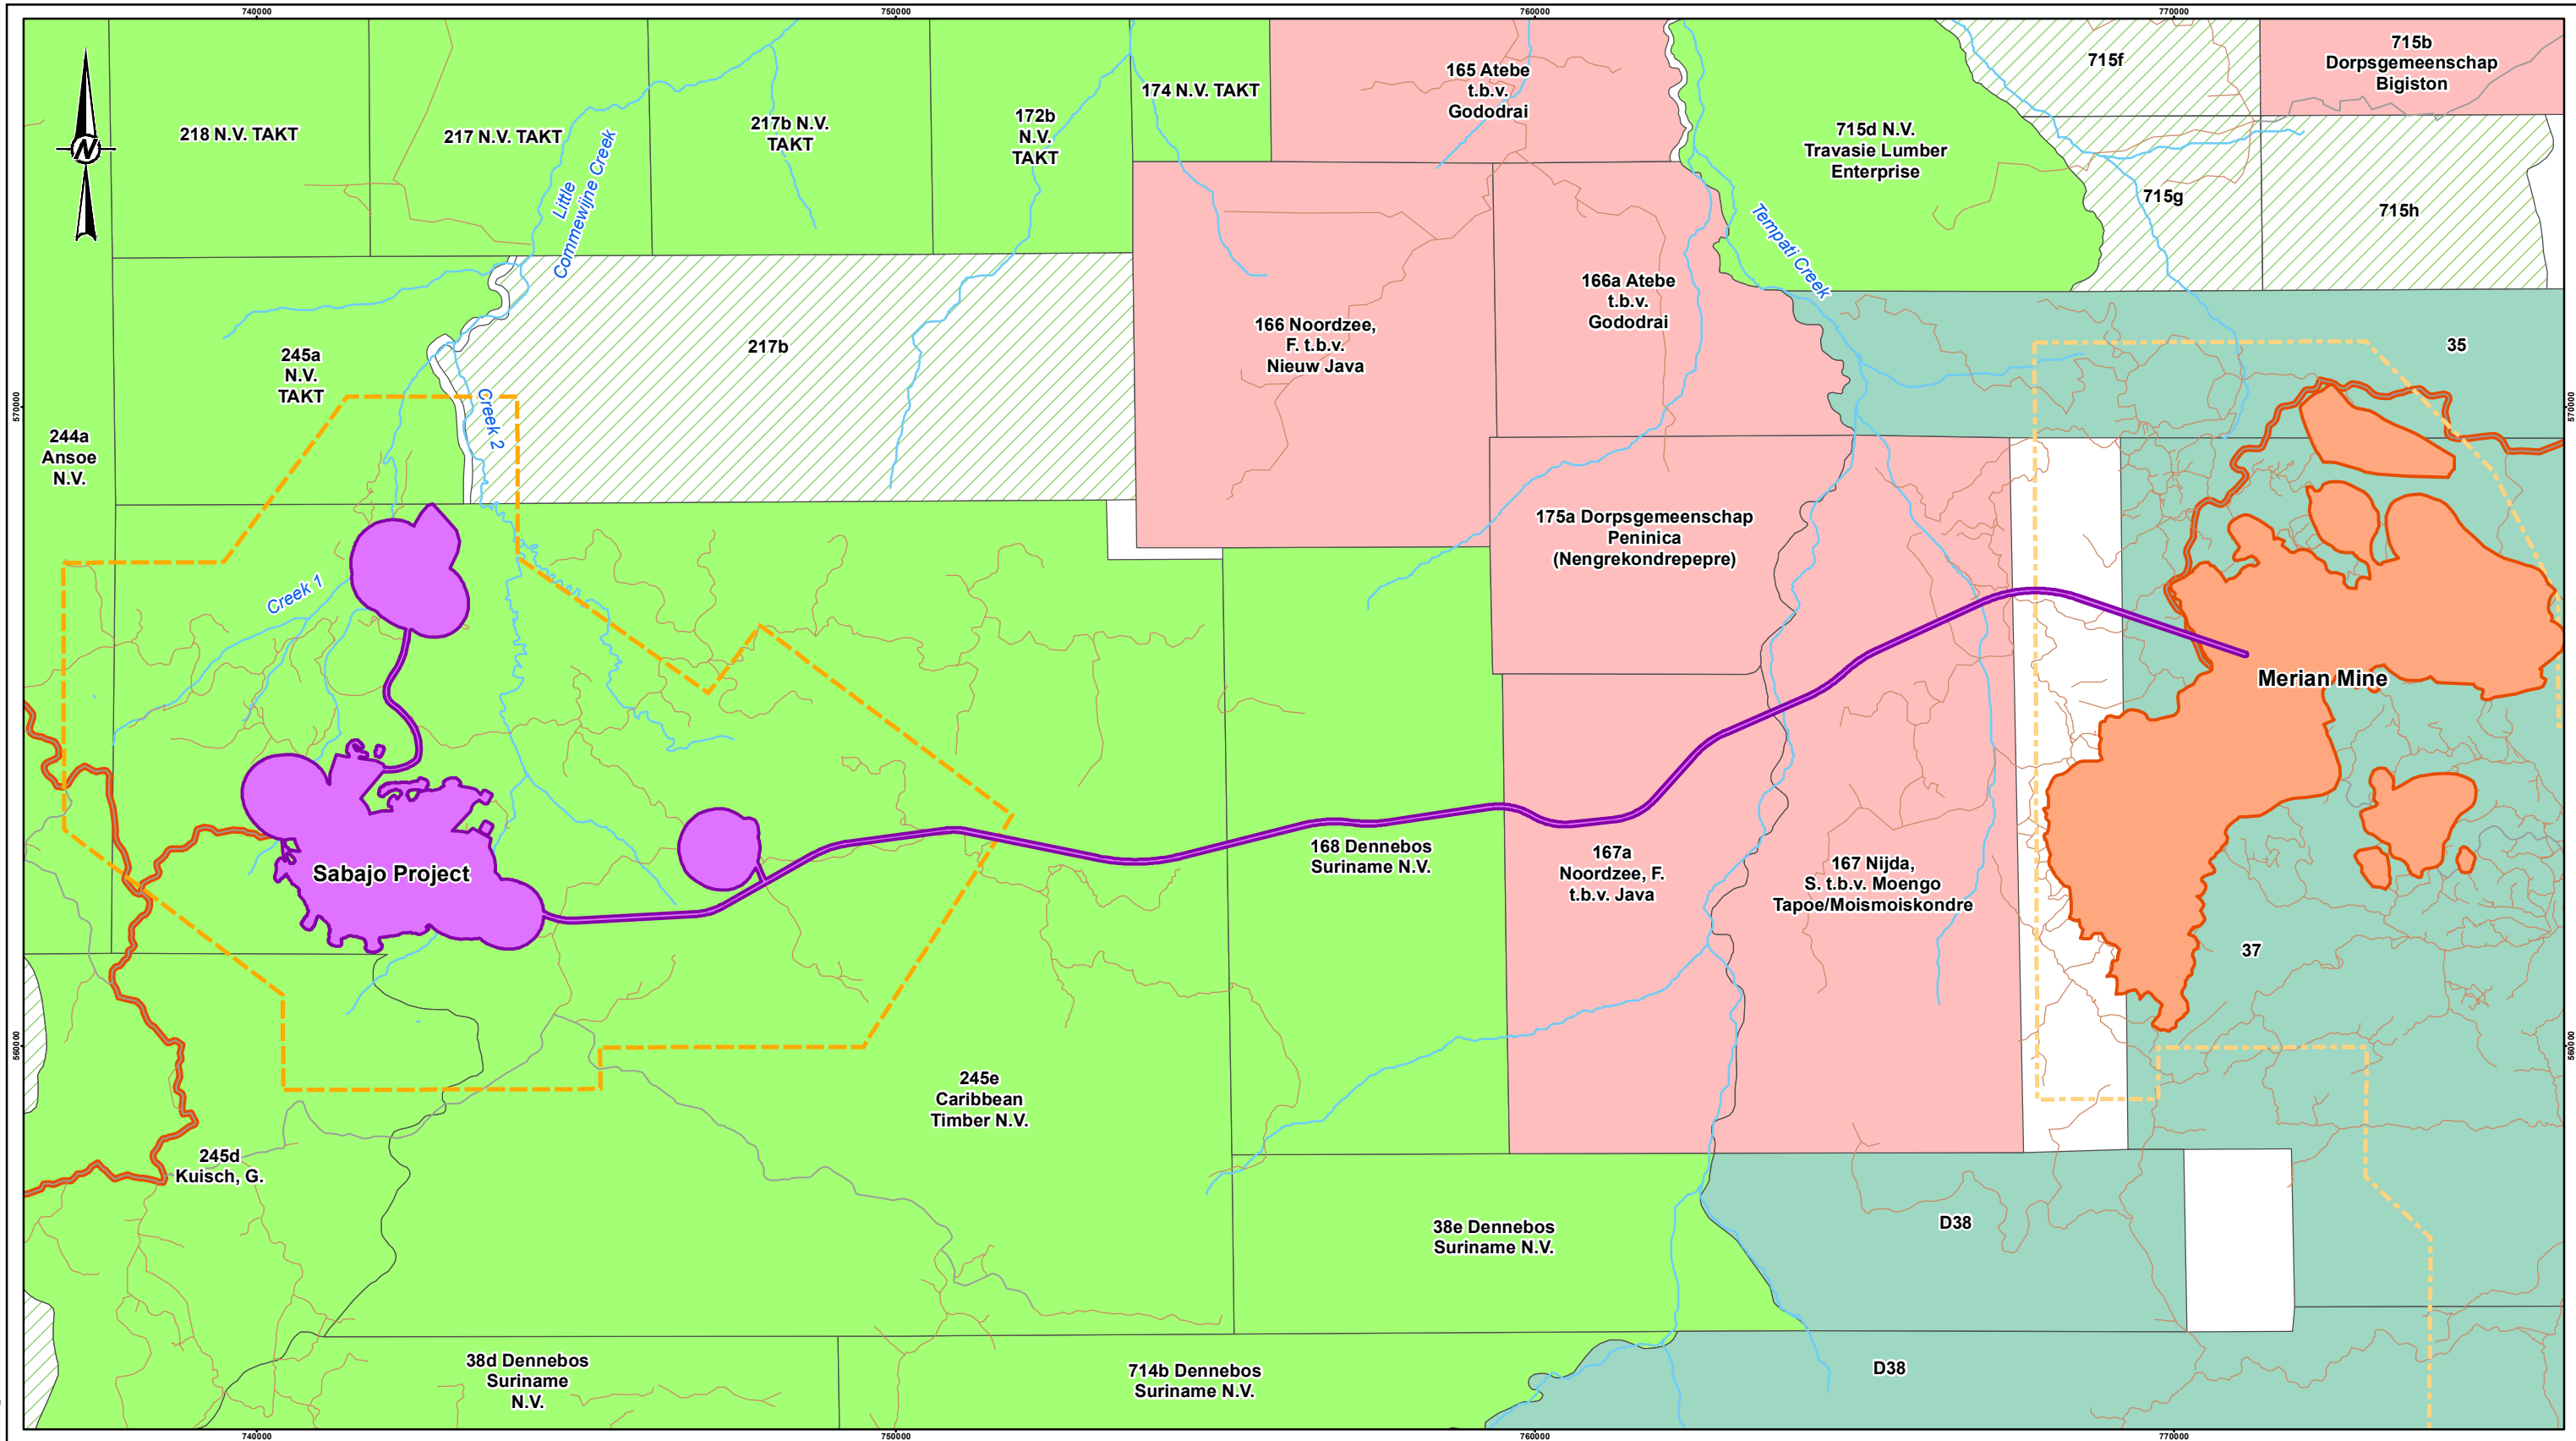 740000
750000
760000
770000
715b
Dorpsgemeenschap
Bigiston
715f
165 Atebe
t.b.v.
Gododrai
174 N.V. TAKT
172b
N.V.
TAKT
217b N.V.
TAKT
218 N.V. TAKT
217 N.V. TAKT
715d N.V.
Travasie Lumber
Enterprise
N
Little
Commewijne Creek
Tempati Creek
715g
715h
166a Atebe
t.b.v.
Gododrai
166 Noordzee,
F. t.b.v.
Nieuw Java
217b
35
245a
N.V.
TAKT
570000
570000
Creek 2
244a
Ansoe
N.V.
175a Dorpsgemeenschap
Peninica
(Nengrekondrepepre)
Creek 1
Merian Mine
Sabajo Project
168 Dennebos
Suriname N.V.
167a
Noordzee, F.
t.b.v. Java
167 Nijda,
S. t.b.v. Moengo
Tapoe/Moismoiskondre
37
560000
560000
245e
Caribbean
Timber N.V.
245d
Kuisch, G.
38e Dennebos
Suriname N.V.
D38
38d Dennebos
Suriname
N.V.
714b Dennebos
Suriname N.V.
D38
740000
750000
760000
770000